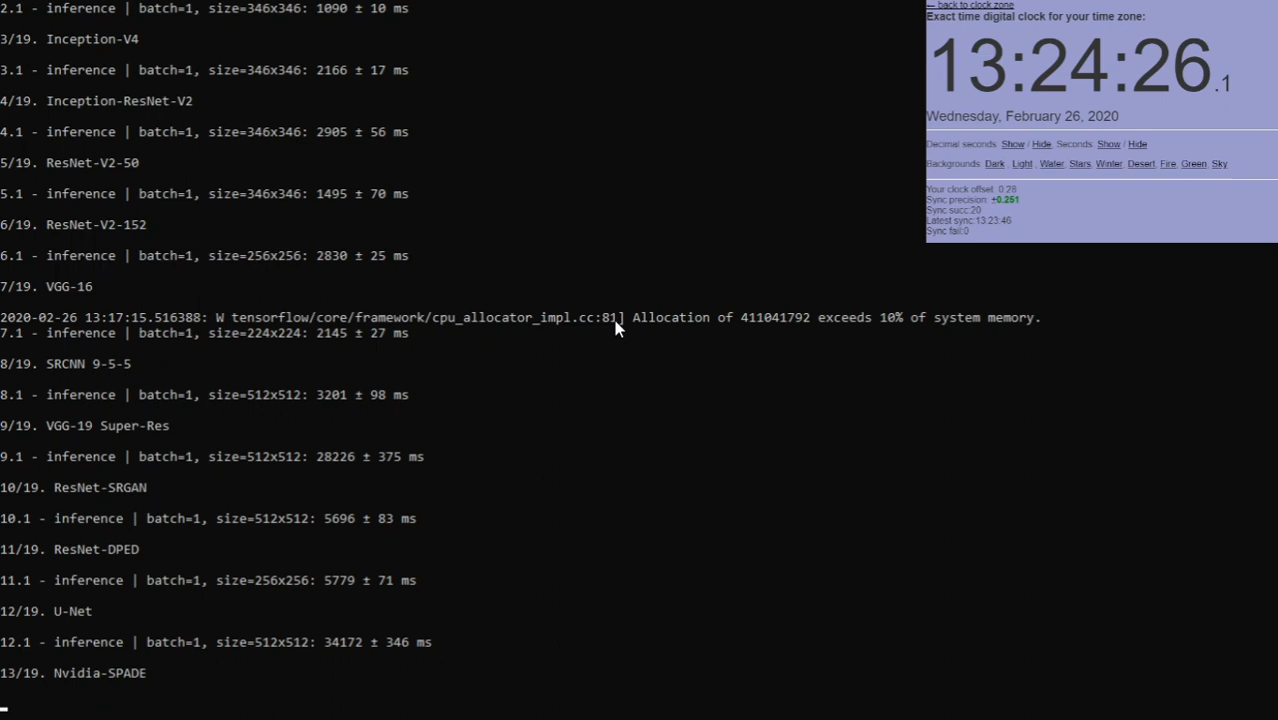 2.1 - inference | batch=1, size=346x346: 1090 ± 10 ms
3/19. Inception-V4
3.1 - inference | batch=1, size=346x346: 2166 ± 17 ms
4/19. Inception-ResNet-V2
4.1 - inference | batch=1, size=346x346: 2905 ± 56 ms
5/19. ResNet-V2-50
5.1 - inference | batch=1, size=346x346: 1495 ± 70 ms
6/19. ResNet-V2-152
6.1 - inference | batch=1, size=256x256: 2830 ± 25 ms
7/19. VGG-16
2020-02-26 13:17:15.516388: W tensorflow/core/framework/cpu_allocator_impl.cc:81] Allocation of 411041792 exceeds 10% of system memory.
7.1 - inference | batch=1, size=224x224: 2145 ± 27 ms
8/19. SRCNN 9-5-5
8.1 - inference | batch=1, size=512x512: 3201 ± 98 ms
9/19. VGG-19 Super-Res
9.1 - inference | batch=1, size=512x512: 28226 ± 375 ms
10/19. ResNet-SRGAN
10.1 - inference | batch=1, size=512x512: 5696 ± 83 ms
11/19. ResNet-DPED
11.1 - inference | batch=1, size=256x256: 5779 ± 71 ms
12/19. U-Net
12.1 - inference | batch=1, size=512x512: 34172 ± 346 ms
13/19. Nvidia-SPADE
← back to clock zone
Exact time digital clock for your time zone:
13:24:26.1
Wednesday, February 26, 2020
Decimal seconds: Show / Hide, Seconds: Show / Hide
Backgrounds: Dark, Light, Water, Stars, Winter, Desert, Fire, Green, Sky
Your clock offset: 0.28
Sync precision: ±0.251
Sync succ:20
Latest sync:13:23:46
Sync fail:0